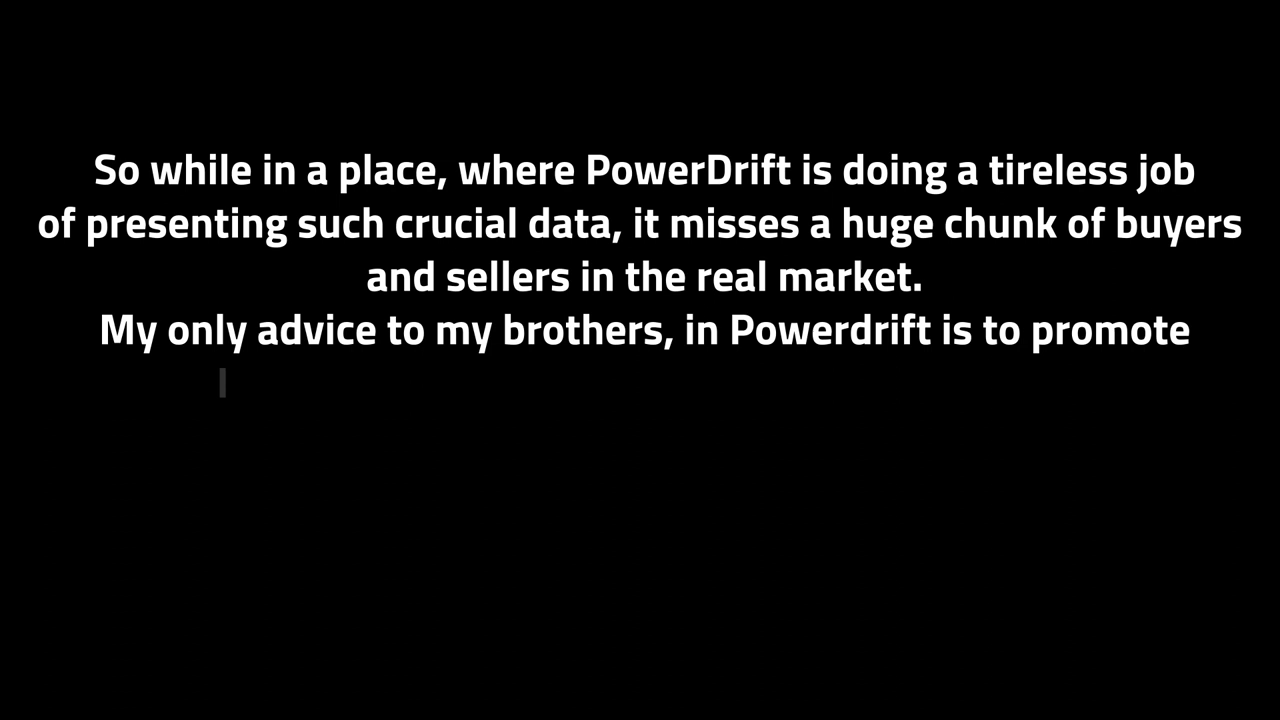 So while in a place, where PowerDrift is doing a tireless job
of presenting such crucial data, it misses a huge chunk of buyers
and sellers in the real market.
My only advice to my brothers, in Powerdrift is to promote